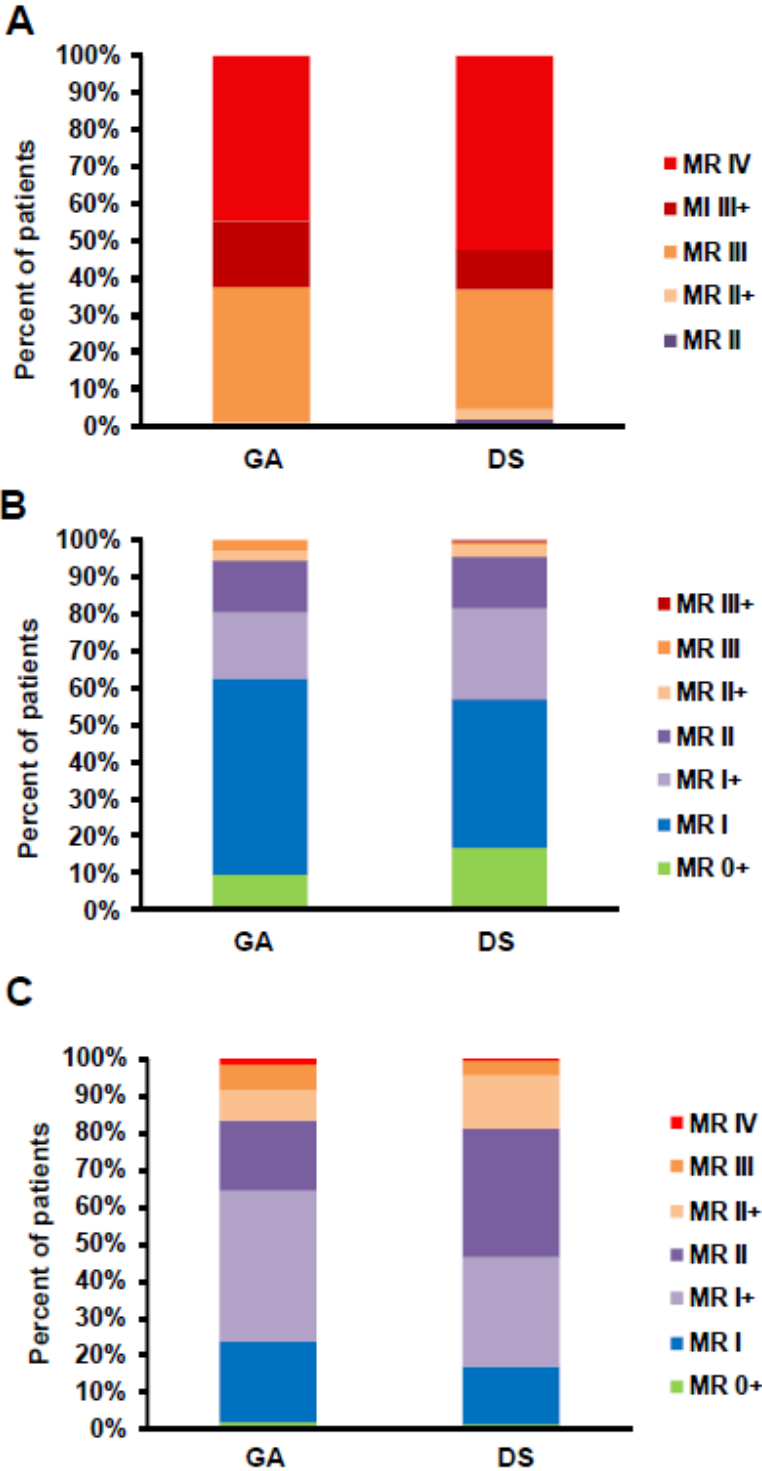 A
Percent of patients
100%
90%
80%
70%
60%
50%
40%
30%
20%
10%
0%
GA DS
MR IV
MI III+
MR III
MR II+
MR II
B
Percent of patients
100%
90%
80%
70%
60%
50%
40%
30%
20%
10%
0%
GA DS
MR III+
MR III
MR II+
MR II
MR I+
MR I
MR 0+
C
Percent of patients
100%
90%
80%
70%
60%
50%
40%
30%
20%
10%
0%
GA DS
MR IV
MR III
MR II+
MR II
MR I+
MR I
MR 0+